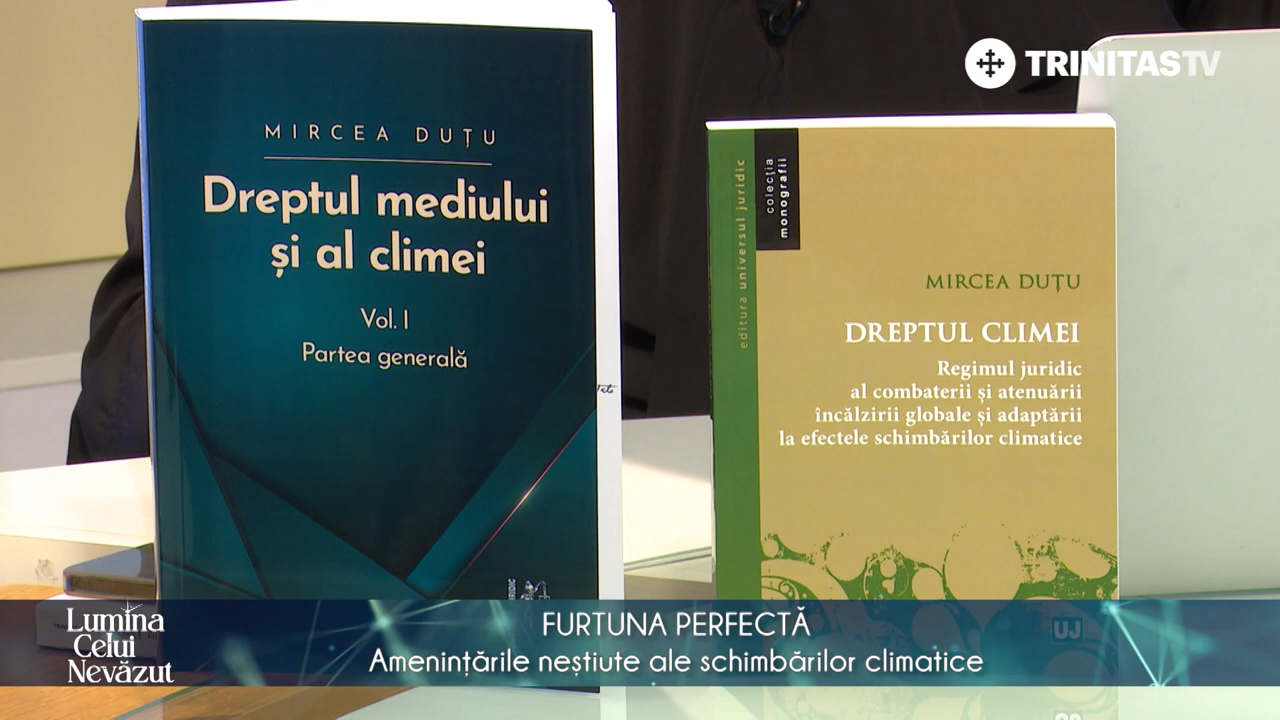 TRINITAS TV
MIRCEA DUȚU
Dreptul mediului
și al climei
Vol. I
Partea generală
editura universul juridic
colecția
monografii
MIRCEA DUȚU
DREPTUL CLIMEI
Regimul juridic
al combaterii și atenuării
încălzirii globale și adaptării
la efectele schimbărilor climatice
UJ
Lumina
Celui
Nevăzut
FURTUNA PERFECTĂ
Amenințările neștiute ale schimbărilor climatice